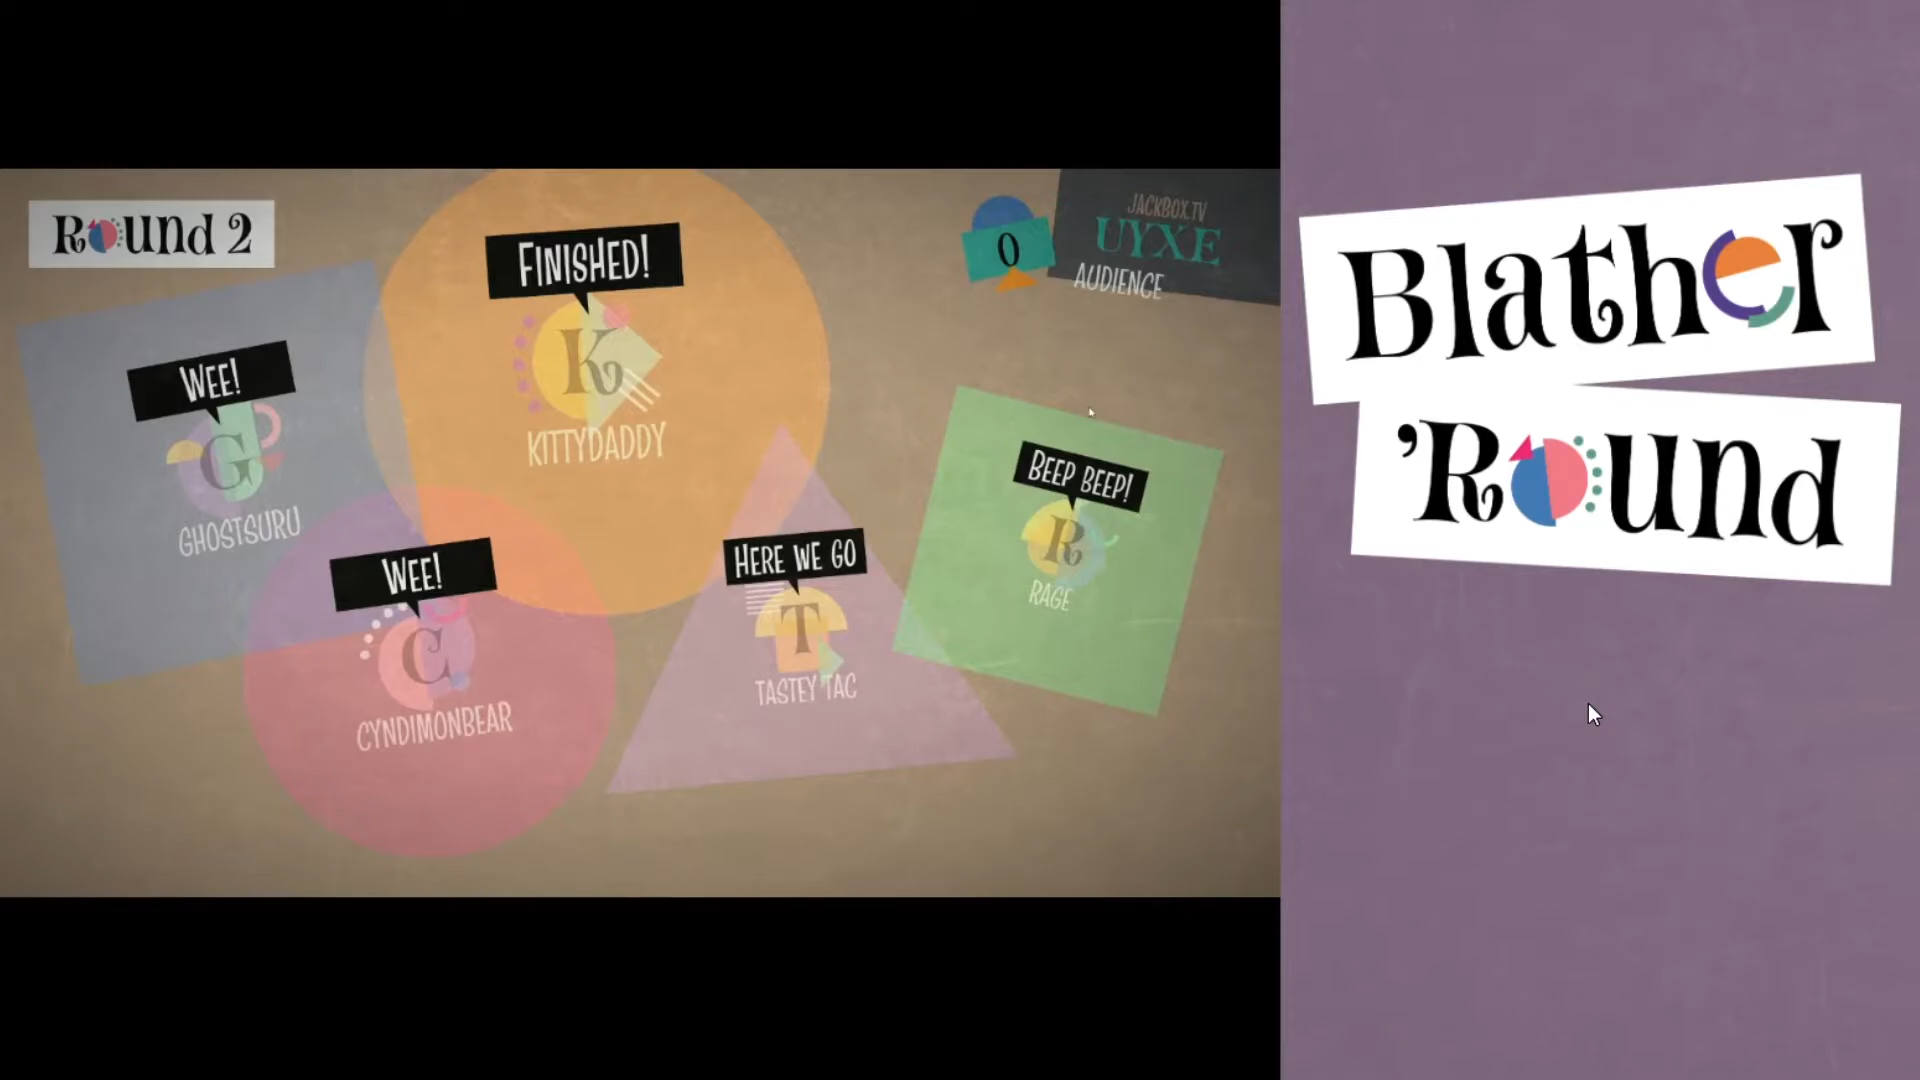 Round 2
FINISHED!
K
KITTYDADDY
WEE!
G
GHOSTSURU
WEE!
C
CYNDIMONBEAR
HERE WE GO
T
TASTEY TAC
BEEP BEEP!
R
RAGE
0
JACKBOX.TV
UYXE
AUDIENCE
Blather
'Round